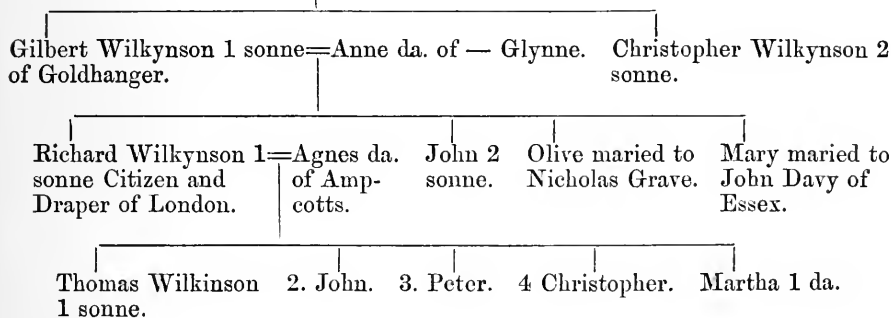 Gilbert Wilkynson 1 sonne=Anne da. of — Glynne. Christopher Wilkynson 2
of Goldhanger. sonne.
Richard Wilkynson 1=Agnes da. John 2 Olive maried to Mary maried to
sonne Citizen and of Amp- sonne. Nicholas Grave. John Davy of
Draper of London. cotts. Essex.
Thomas Wilkinson 2. John. 3. Peter. 4 Christopher. Martha 1 da.
1 sonne.